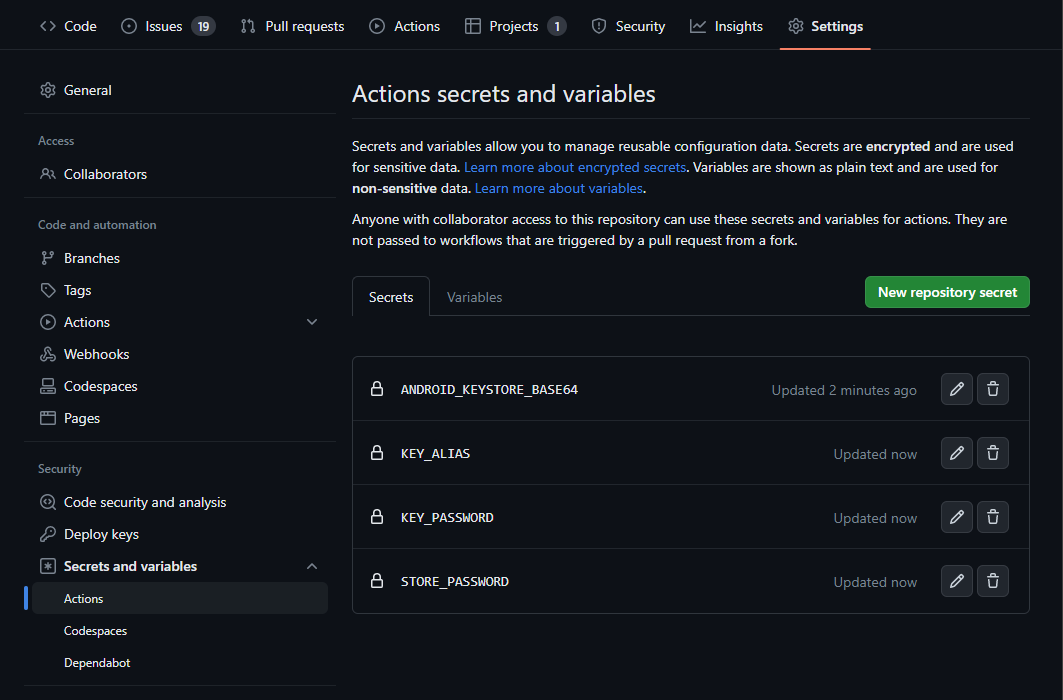 Code Issues 19 Pull requests Actions Projects 1 Security Insights Settings
General
Access
Collaborators
Code and automation
Branches
Tags
Actions
Webhooks
Codespaces
Pages
Security
Code security and analysis
Deploy keys
Secrets and variables
Actions
Codespaces
Dependabot
Actions secrets and variables
Secrets and variables allow you to manage reusable configuration data. Secrets are encrypted and are used
for sensitive data. Learn more about encrypted secrets. Variables are shown as plain text and are used for
non-sensitive data. Learn more about variables.
Anyone with collaborator access to this repository can use these secrets and variables for actions. They are
not passed to workflows that are triggered by a pull request from a fork.
Secrets Variables New repository secret
ANDROID_KEYSTORE_BASE64 Updated 2 minutes ago
KEY_ALIAS Updated now
KEY_PASSWORD Updated now
STORE_PASSWORD Updated now